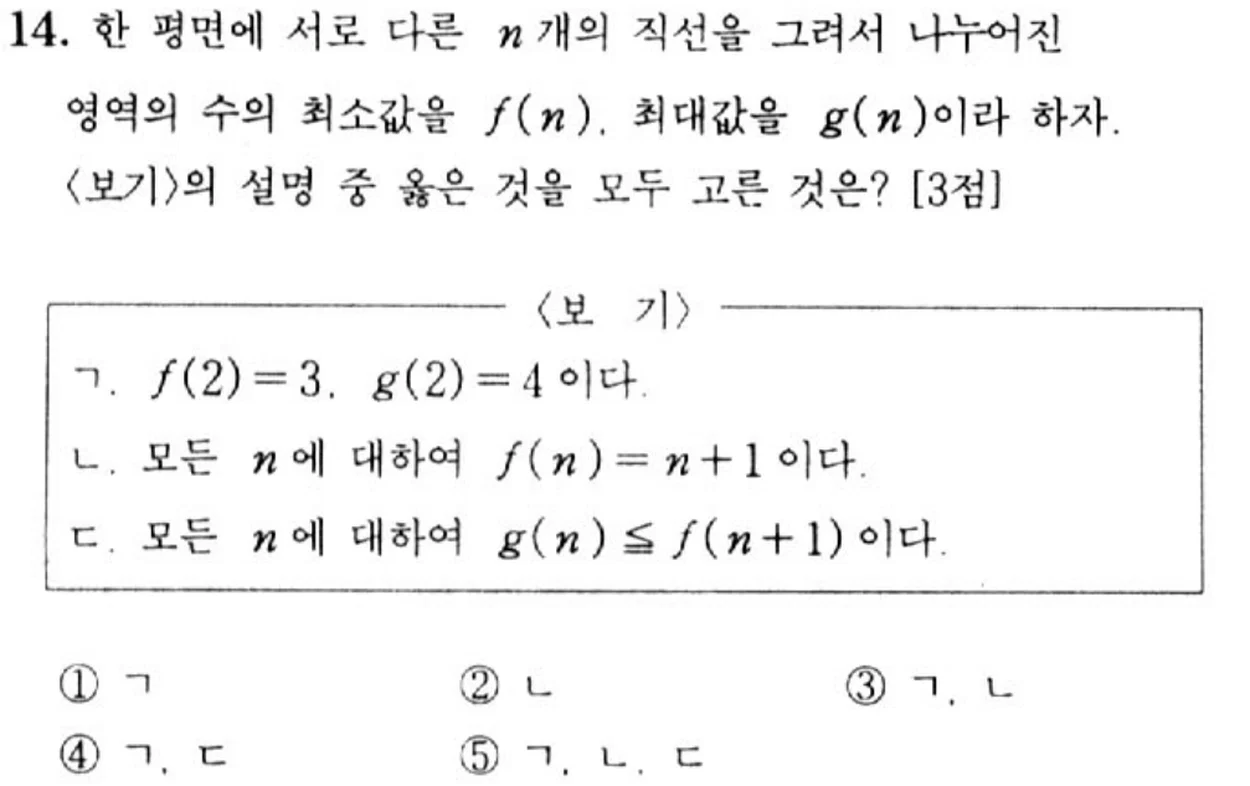 14. 한 평면에 서로 다른 n개의 직선을 그려서 나누어진
영역의 수의 최소값을 f(n), 최대값을 g(n)이라 하자.
〈보기〉의 설명 중 옳은 것을 모두 고른 것은? [3점]
〈보 기〉
ㄱ. f(2)=3, g(2)=4 이다.
ㄴ. 모든 n에 대하여 f(n)=n+1 이다.
ㄷ. 모든 n에 대하여 g(n)≦f(n+1) 이다.
① ㄱ ② ㄴ ③ ㄱ, ㄴ
④ ㄱ, ㄷ ⑤ ㄱ, ㄴ, ㄷ